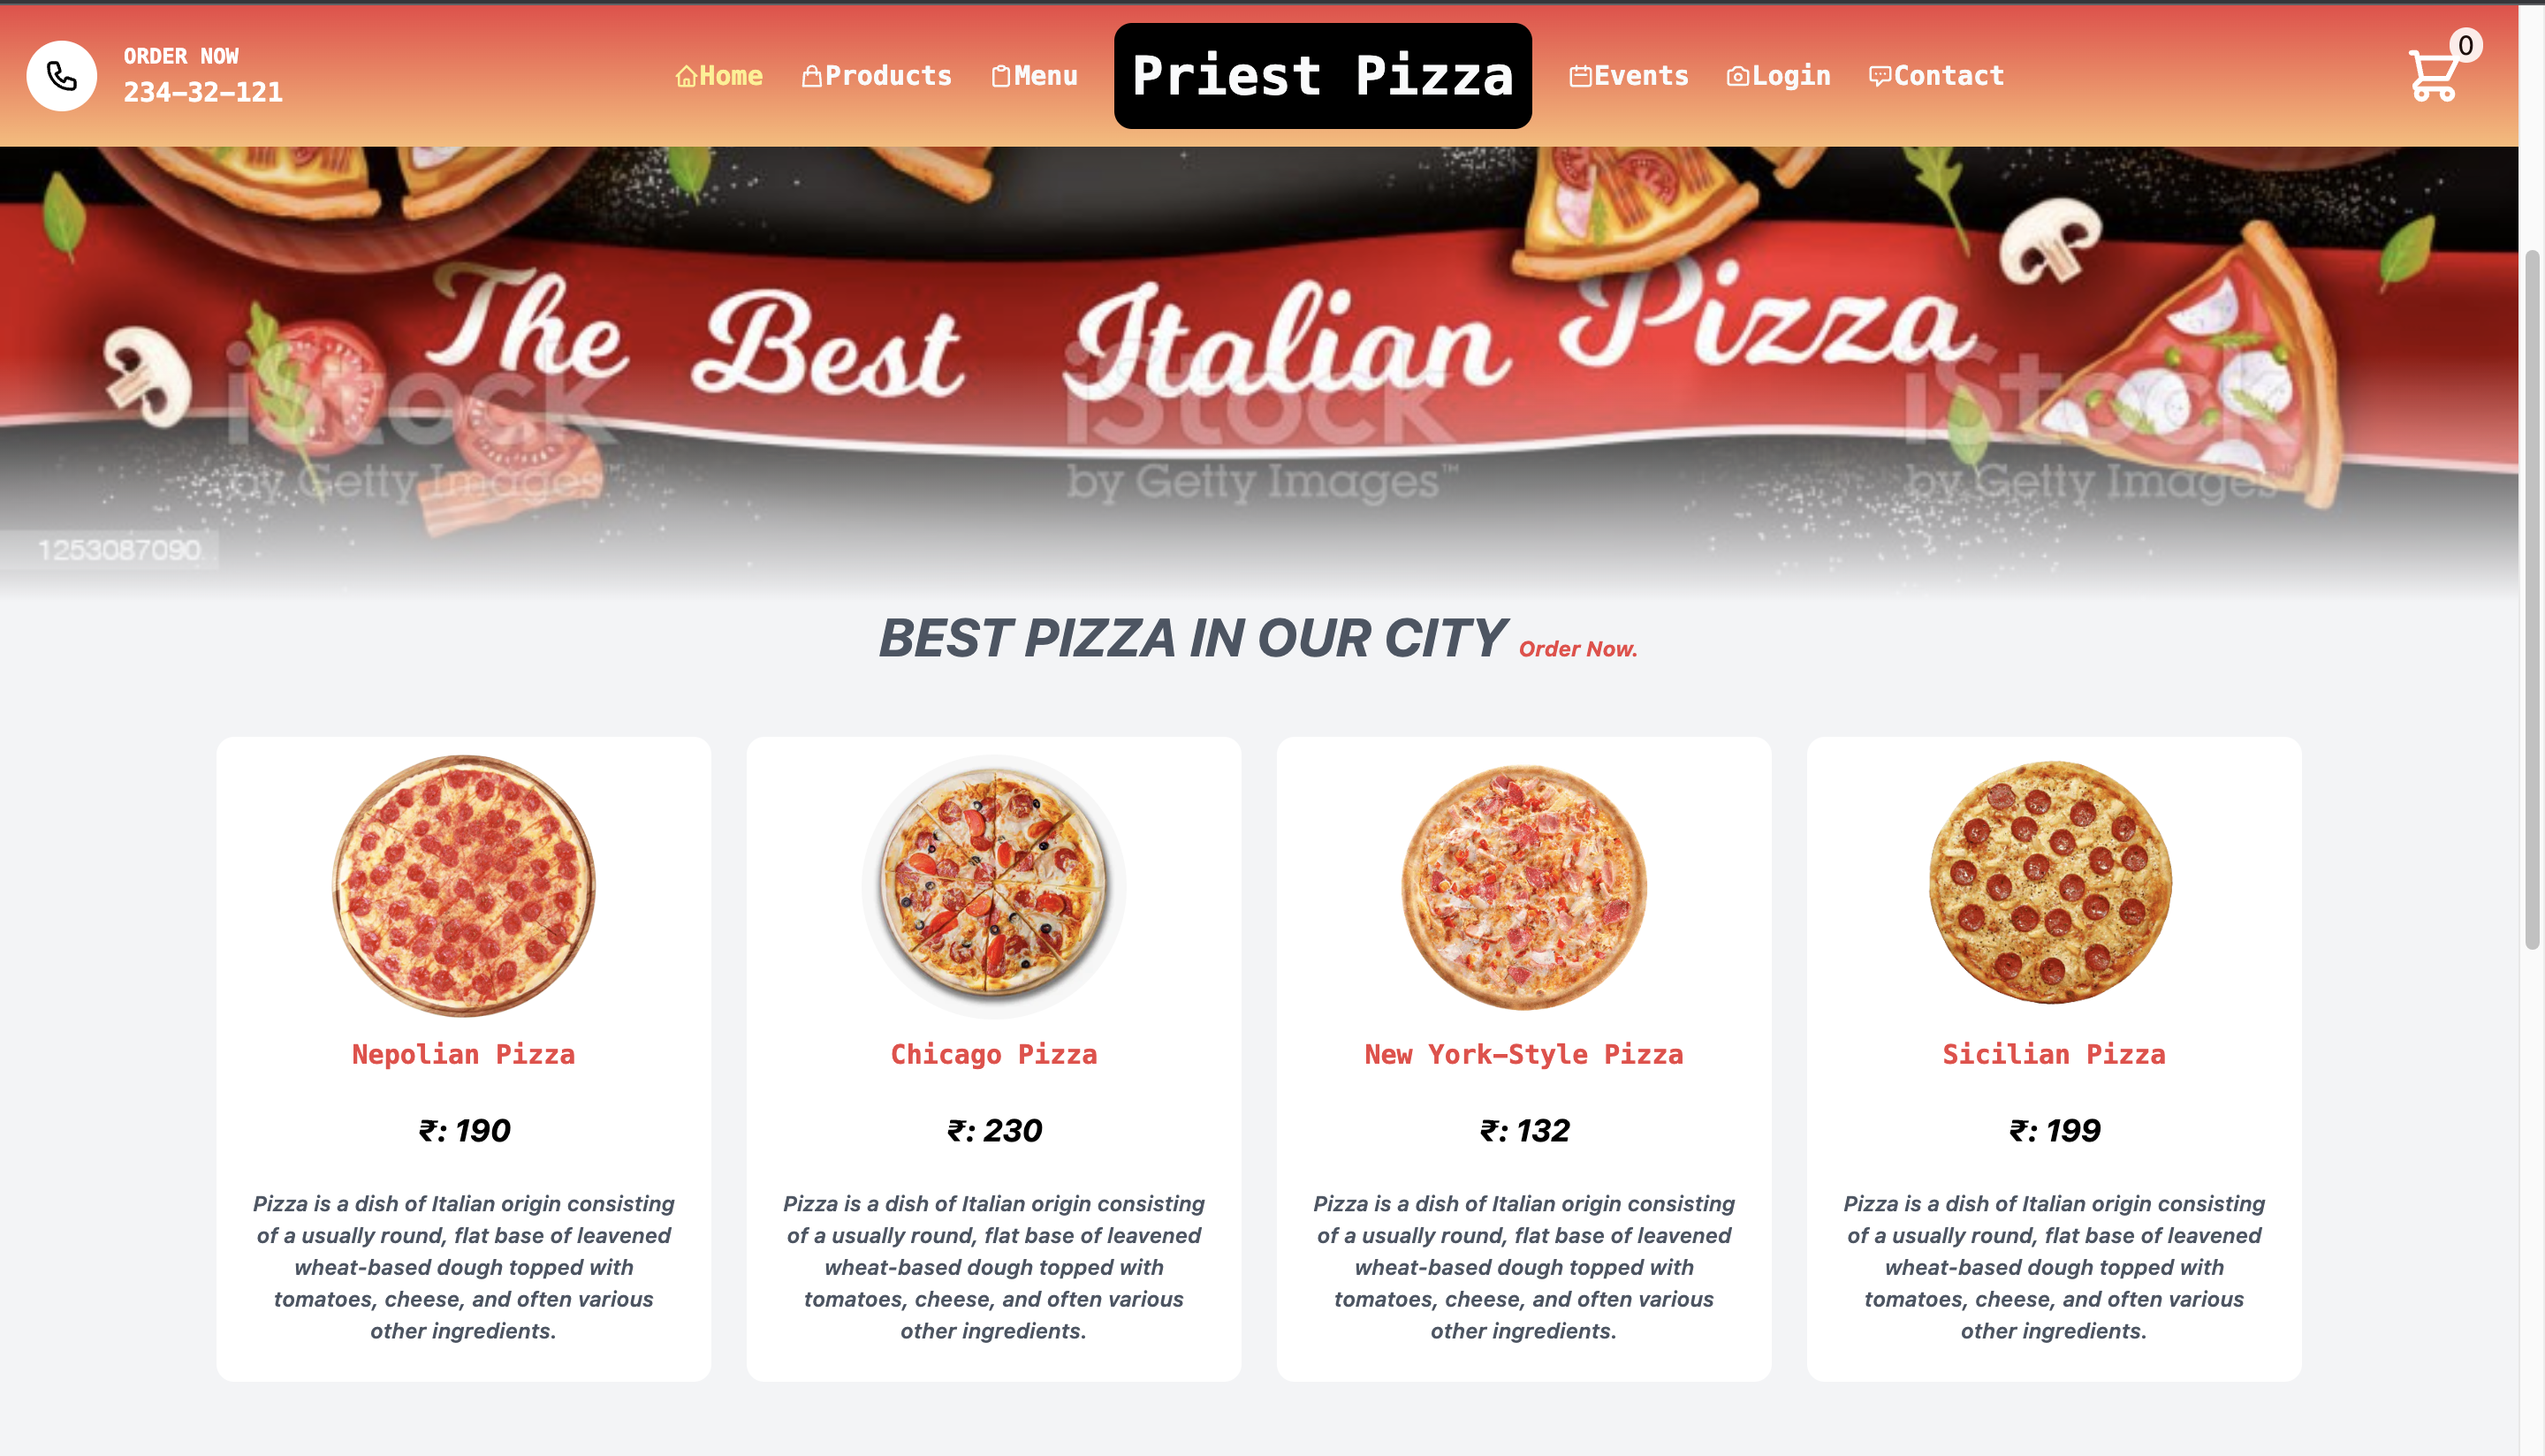 ORDER NOW
234-32-121
Home
Products
Menu
Priest Pizza
Events
Login
Contact
0
The Best Italian Pizza
iStock
by Getty Images™
iStock
by Getty Images™
iStock
by Getty Images™
1253087090
BEST PIZZA IN OUR CITY Order Now.
Nepolian Pizza
₹: 190
Pizza is a dish of Italian origin consisting
of a usually round, flat base of leavened
wheat-based dough topped with
tomatoes, cheese, and often various
other ingredients.
Chicago Pizza
₹: 230
Pizza is a dish of Italian origin consisting
of a usually round, flat base of leavened
wheat-based dough topped with
tomatoes, cheese, and often various
other ingredients.
New York-Style Pizza
₹: 132
Pizza is a dish of Italian origin consisting
of a usually round, flat base of leavened
wheat-based dough topped with
tomatoes, cheese, and often various
other ingredients.
Sicilian Pizza
₹: 199
Pizza is a dish of Italian origin consisting
of a usually round, flat base of leavened
wheat-based dough topped with
tomatoes, cheese, and often various
other ingredients.